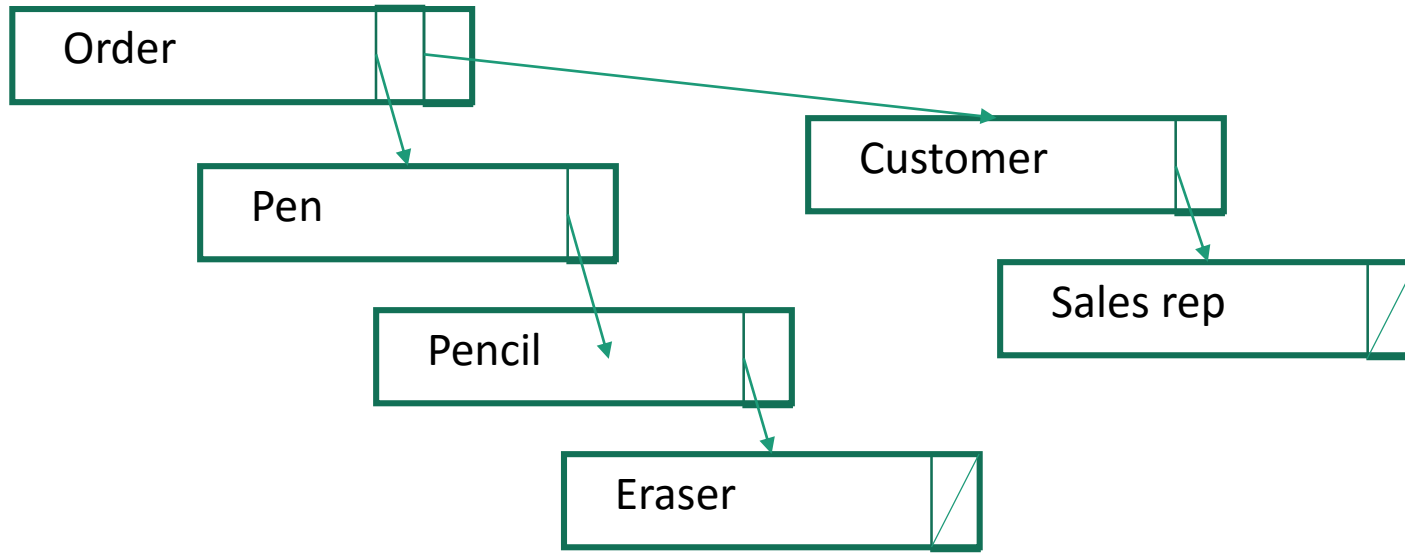 Order
Customer
Pen
Sales rep
Pencil
Eraser